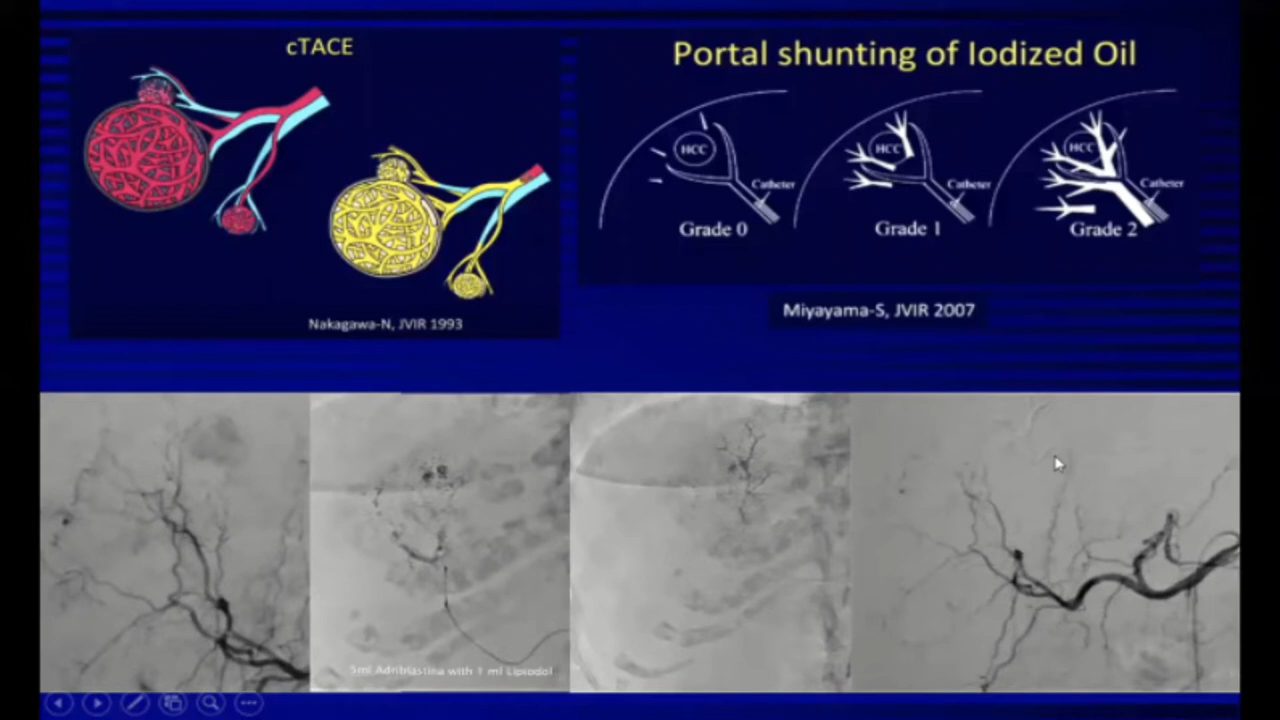 cTACE
Nakagawa-N, JVIR 1993
Portal shunting of Iodized Oil
HCC
Catheter
Grade 0
HCC
Catheter
Grade 1
HCC
Catheter
Grade 2
Miyayama-S, JVIR 2007
5ml Adriblastina with 1 ml Lipiodol